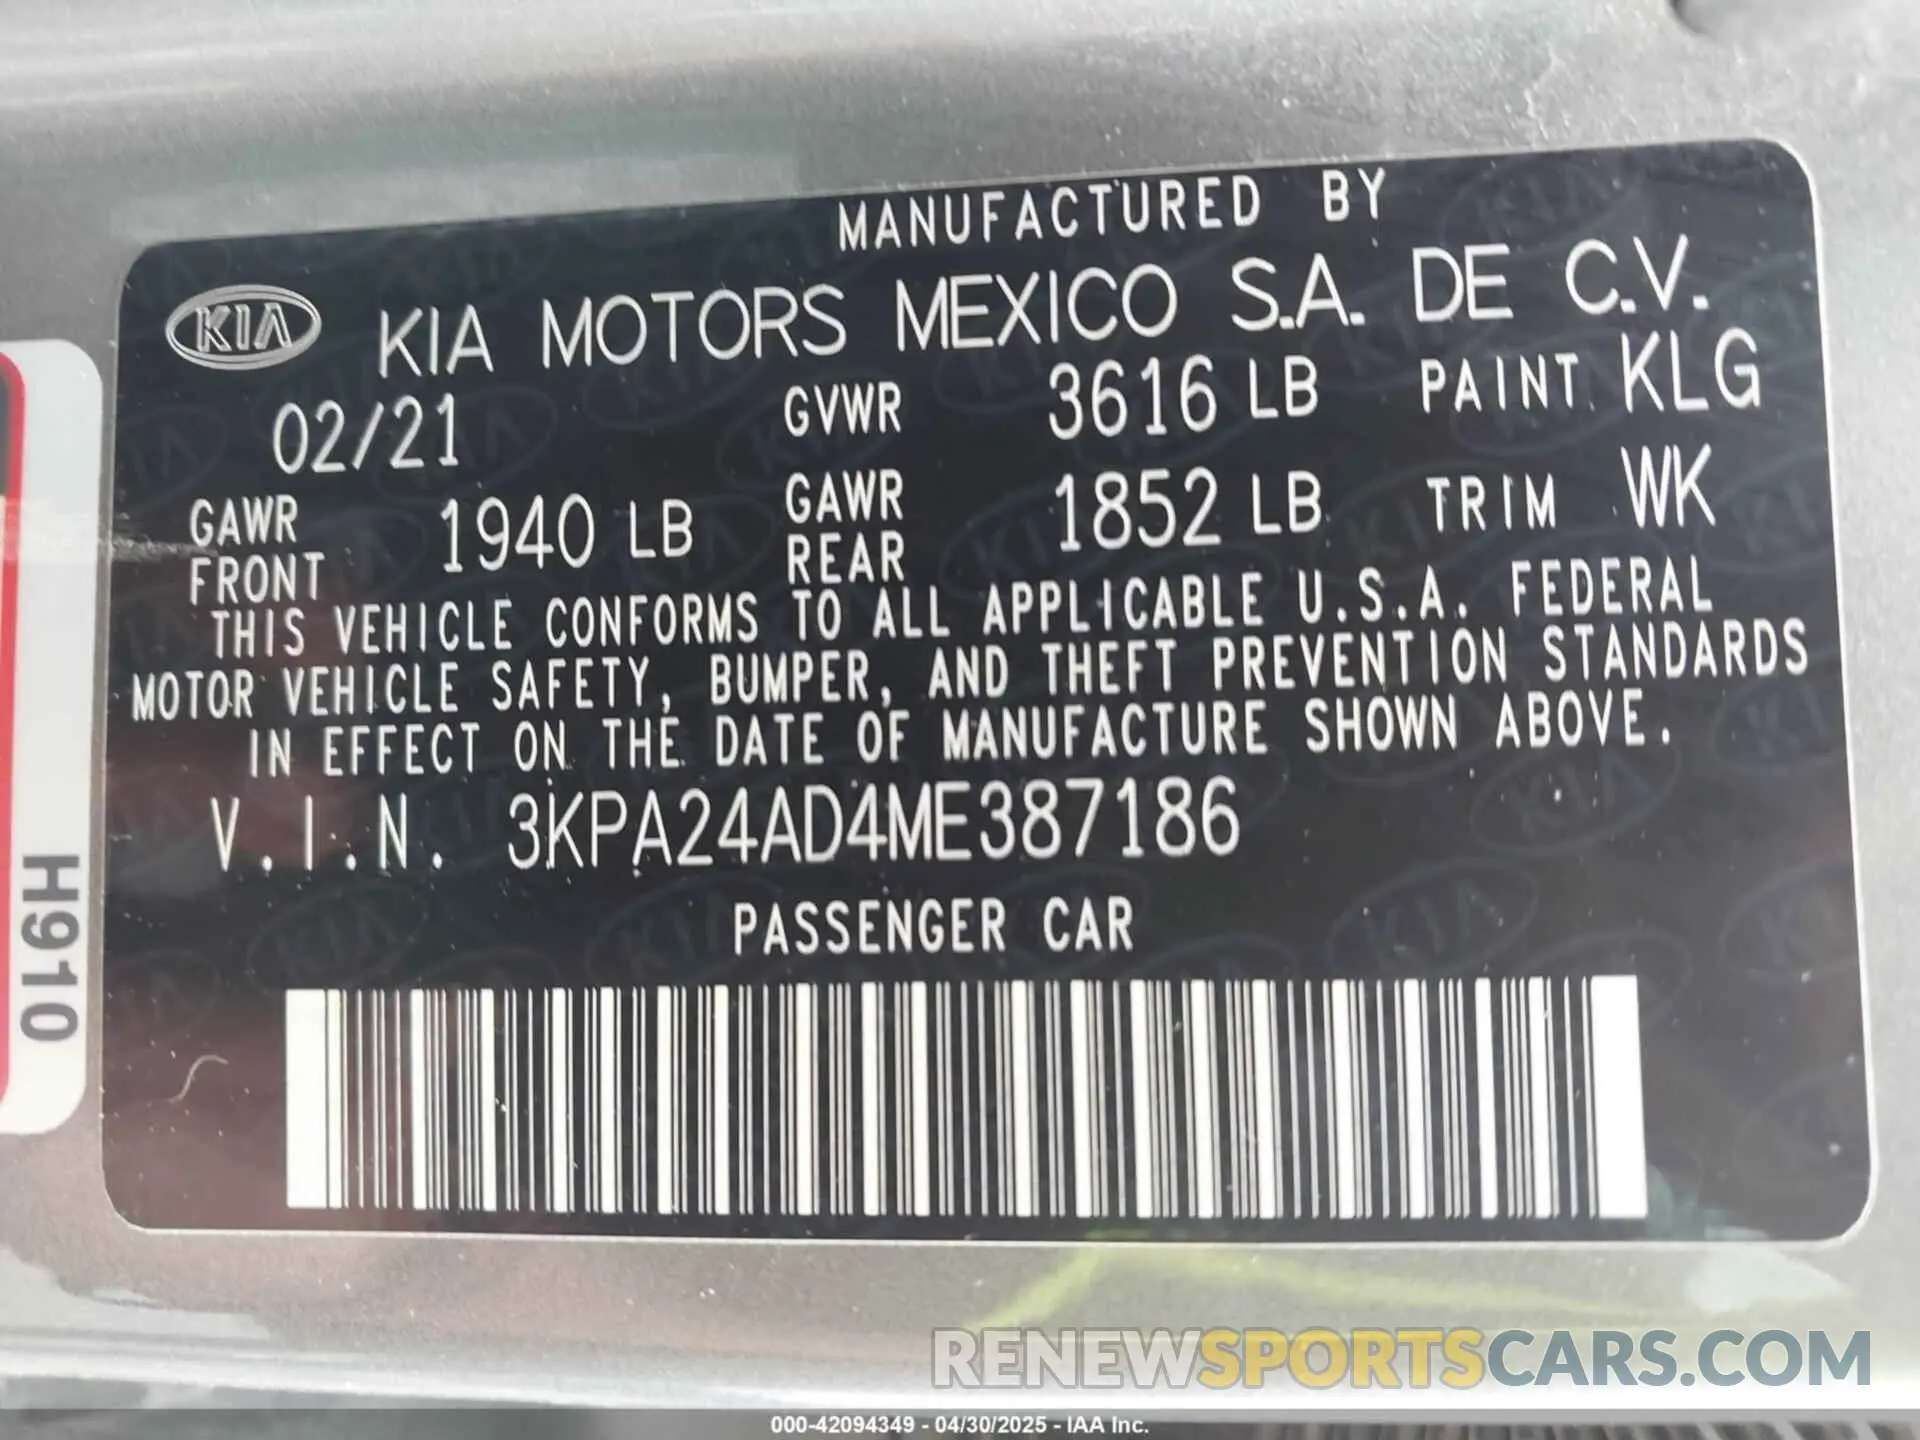 MANUFACTURED BY
KIA KIA MOTORS MEXICO S.A. DE C.V.
02/21 GVWR 3616 LB PAINT KLG
GAWR FRONT 1940 LB GAWR REAR 1852 LB TRIM WK
THIS VEHICLE CONFORMS TO ALL APPLICABLE U.S.A. FEDERAL
MOTOR VEHICLE SAFETY, BUMPER, AND THEFT PREVENTION STANDARDS
IN EFFECT ON THE DATE OF MANUFACTURE SHOWN ABOVE.
V.I.N. 3KPA24AD4ME387186
PASSENGER CAR
H910
RENEWSPORTSCARS.COM
000-42094349 - 04/30/2025 - IAA Inc.